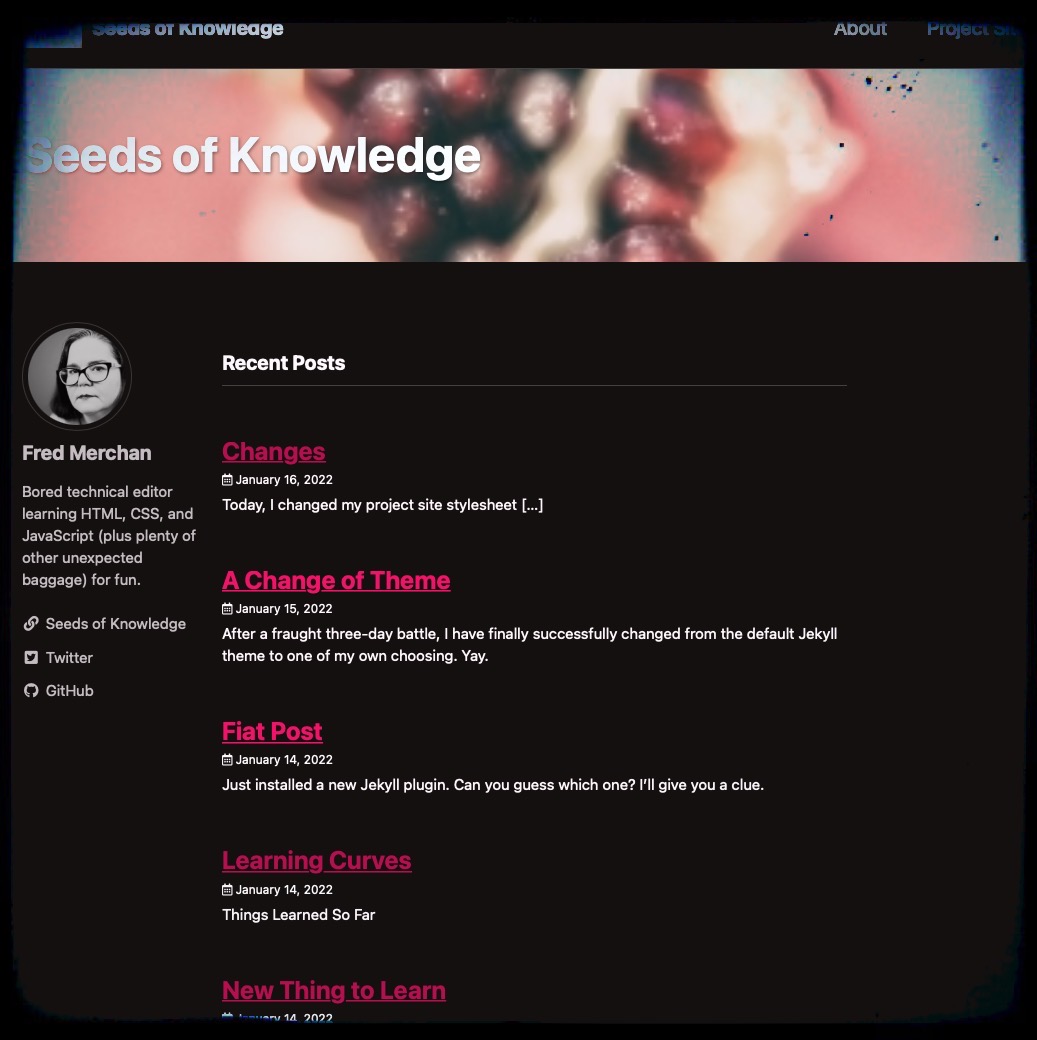 Seeds of Knowledge
About
Project
Seeds of Knowledge
Fred Merchan
Bored technical editor
learning HTML, CSS, and
JavaScript (plus plenty of
other unexpected
baggage) for fun.
Seeds of Knowledge
Twitter
GitHub
Recent Posts
Changes
January 16, 2022
Today, I changed my project site stylesheet [...]
A Change of Theme
January 15, 2022
After a fraught three-day battle, I have finally successfully changed from the default Jekyll
theme to one of my own choosing. Yay.
Fiat Post
January 14, 2022
Just installed a new Jekyll plugin. Can you guess which one? I’ll give you a clue.
Learning Curves
January 14, 2022
Things Learned So Far
New Thing to Learn
January 14, 2022